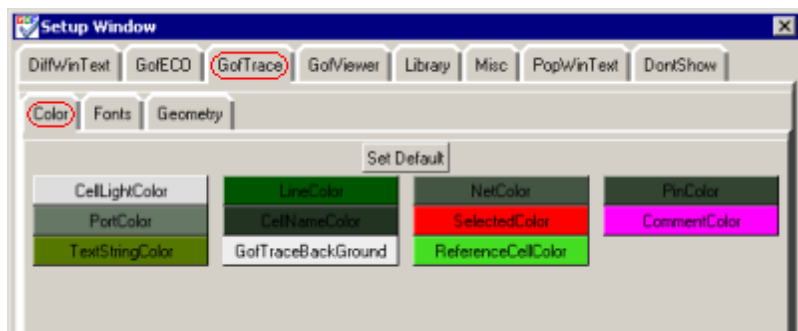 Setup Window
DiffWinText GofECO GofTrace GofViewer Library Misc PopWinText DontShow
Color Fonts Geometry
Set Default
CellLightColor LineColor NetColor PinColor
PortColor CellNameColor SelectedColor CommentColor
TextStringColor GofTraceBackGround ReferenceCellColor